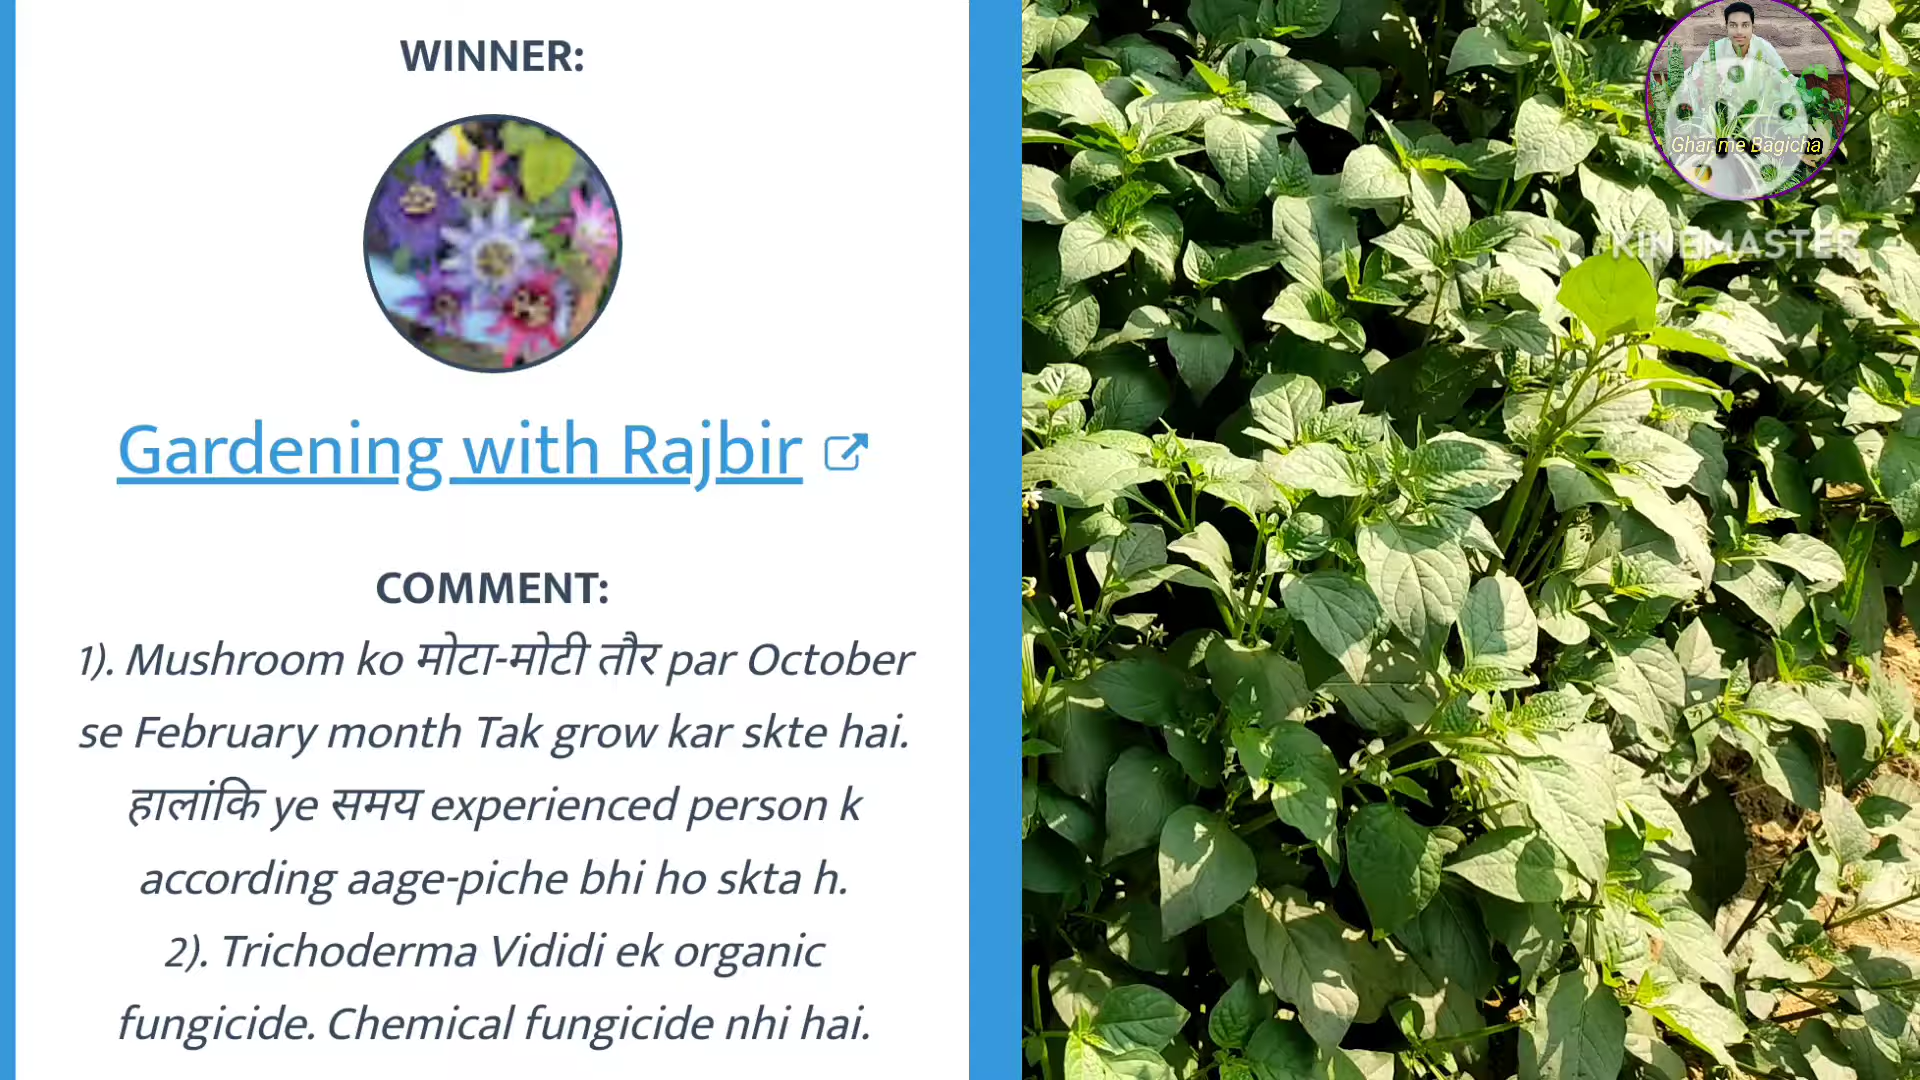 WINNER:
Gardening with Rajbir
COMMENT:
1). Mushroom ko मोटा-मोटी तौर par October
se February month Tak grow kar skte hai.
हालांकि ye समय experienced person k
according aage-piche bhi ho skta h.
2). Trichoderma Vididi ek organic
fungicide. Chemical fungicide nhi hai.
Ghar me Bagicha
KINEMASTER